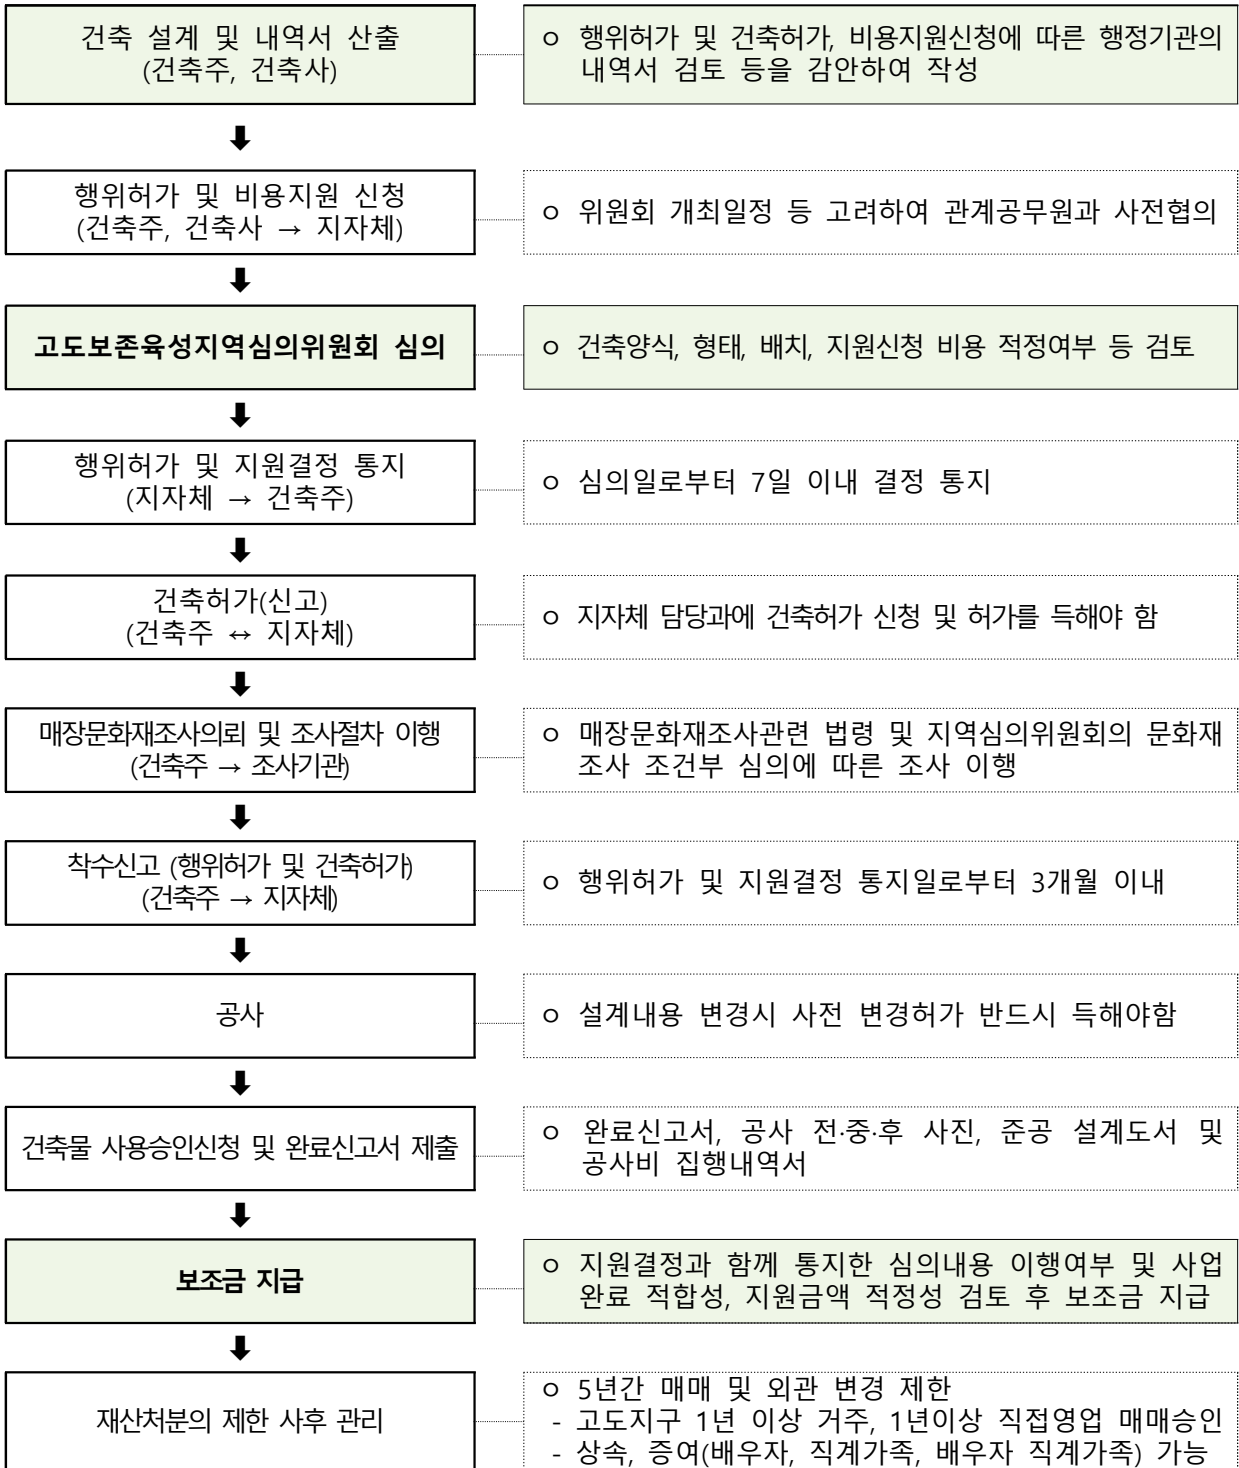 건축 설계 및 내역서 산출
(건축주, 건축사)
ㅇ 행위허가 및 건축허가, 비용지원신청에 따른 행정기관의
내역서 검토 등을 감안하여 작성
행위허가 및 비용지원 신청
(건축주, 건축사 → 지자체)
ㅇ 위원회 개최일정 등 고려하여 관계공무원과 사전협의
고도보존육성지역심의위원회 심의
ㅇ 건축양식, 형태, 배치, 지원신청 비용 적정여부 등 검토
행위허가 및 지원결정 통지
(지자체 → 건축주)
ㅇ 심의일로부터 7일 이내 결정 통지
건축허가(신고)
(건축주 ↔ 지자체)
ㅇ 지자체 담당과에 건축허가 신청 및 허가를 득해야 함
매장문화재조사의뢰 및 조사절차 이행
(건축주 → 조사기관)
ㅇ 매장문화재조사관련 법령 및 지역심의위원회의 문화재
조사 조건부 심의에 따른 조사 이행
착수신고 (행위허가 및 건축허가)
(건축주 → 지자체)
ㅇ 행위허가 및 지원결정 통지일로부터 3개월 이내
공사
ㅇ 설계내용 변경시 사전 변경허가 반드시 득해야함
건축물 사용승인신청 및 완료신고서 제출
ㅇ 완료신고서, 공사 전·중·후 사진, 준공 설계도서 및
공사비 집행내역서
보조금 지급
ㅇ 지원결정과 함께 통지한 심의내용 이행여부 및 사업
완료 적합성, 지원금액 적정성 검토 후 보조금 지급
재산처분의 제한 사후 관리
ㅇ 5년간 매매 및 외관 변경 제한
- 고도지구 1년 이상 거주, 1년이상 직접영업 매매승인
- 상속, 증여(배우자, 직계가족, 배우자 직계가족) 가능